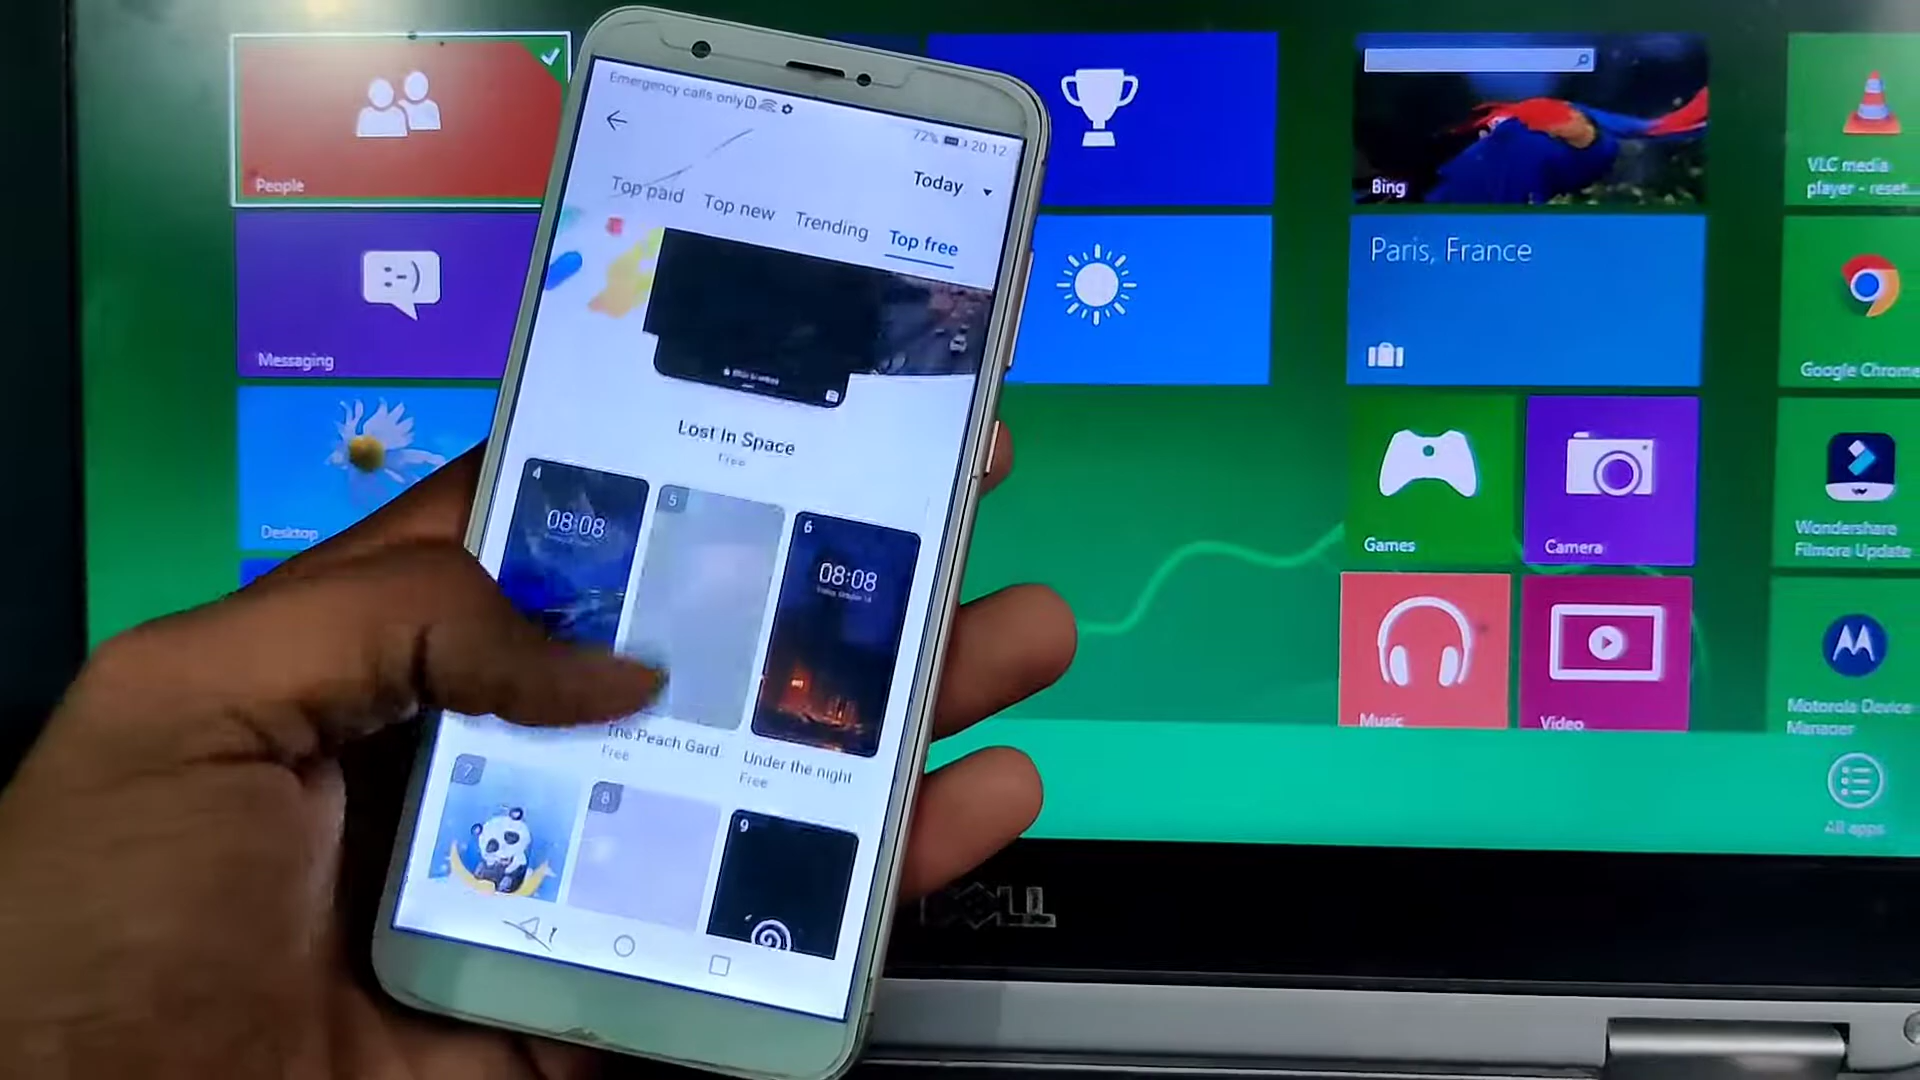 People
Messaging
Desktop
Emergency calls only
72% 20:12
Today
Top paid Top new Trending Top free
Lost In Space
Free
4
08:08
5
6
08:08
The Peach Gard..
Free
Under the night
Free
7
8
9
Bing
Paris, France
Games
Camera
Music
Video
VLC media
player - reset
Google Chrome
Wondershare
Filmora Update
Motorola Device
Manager
All apps
DELL